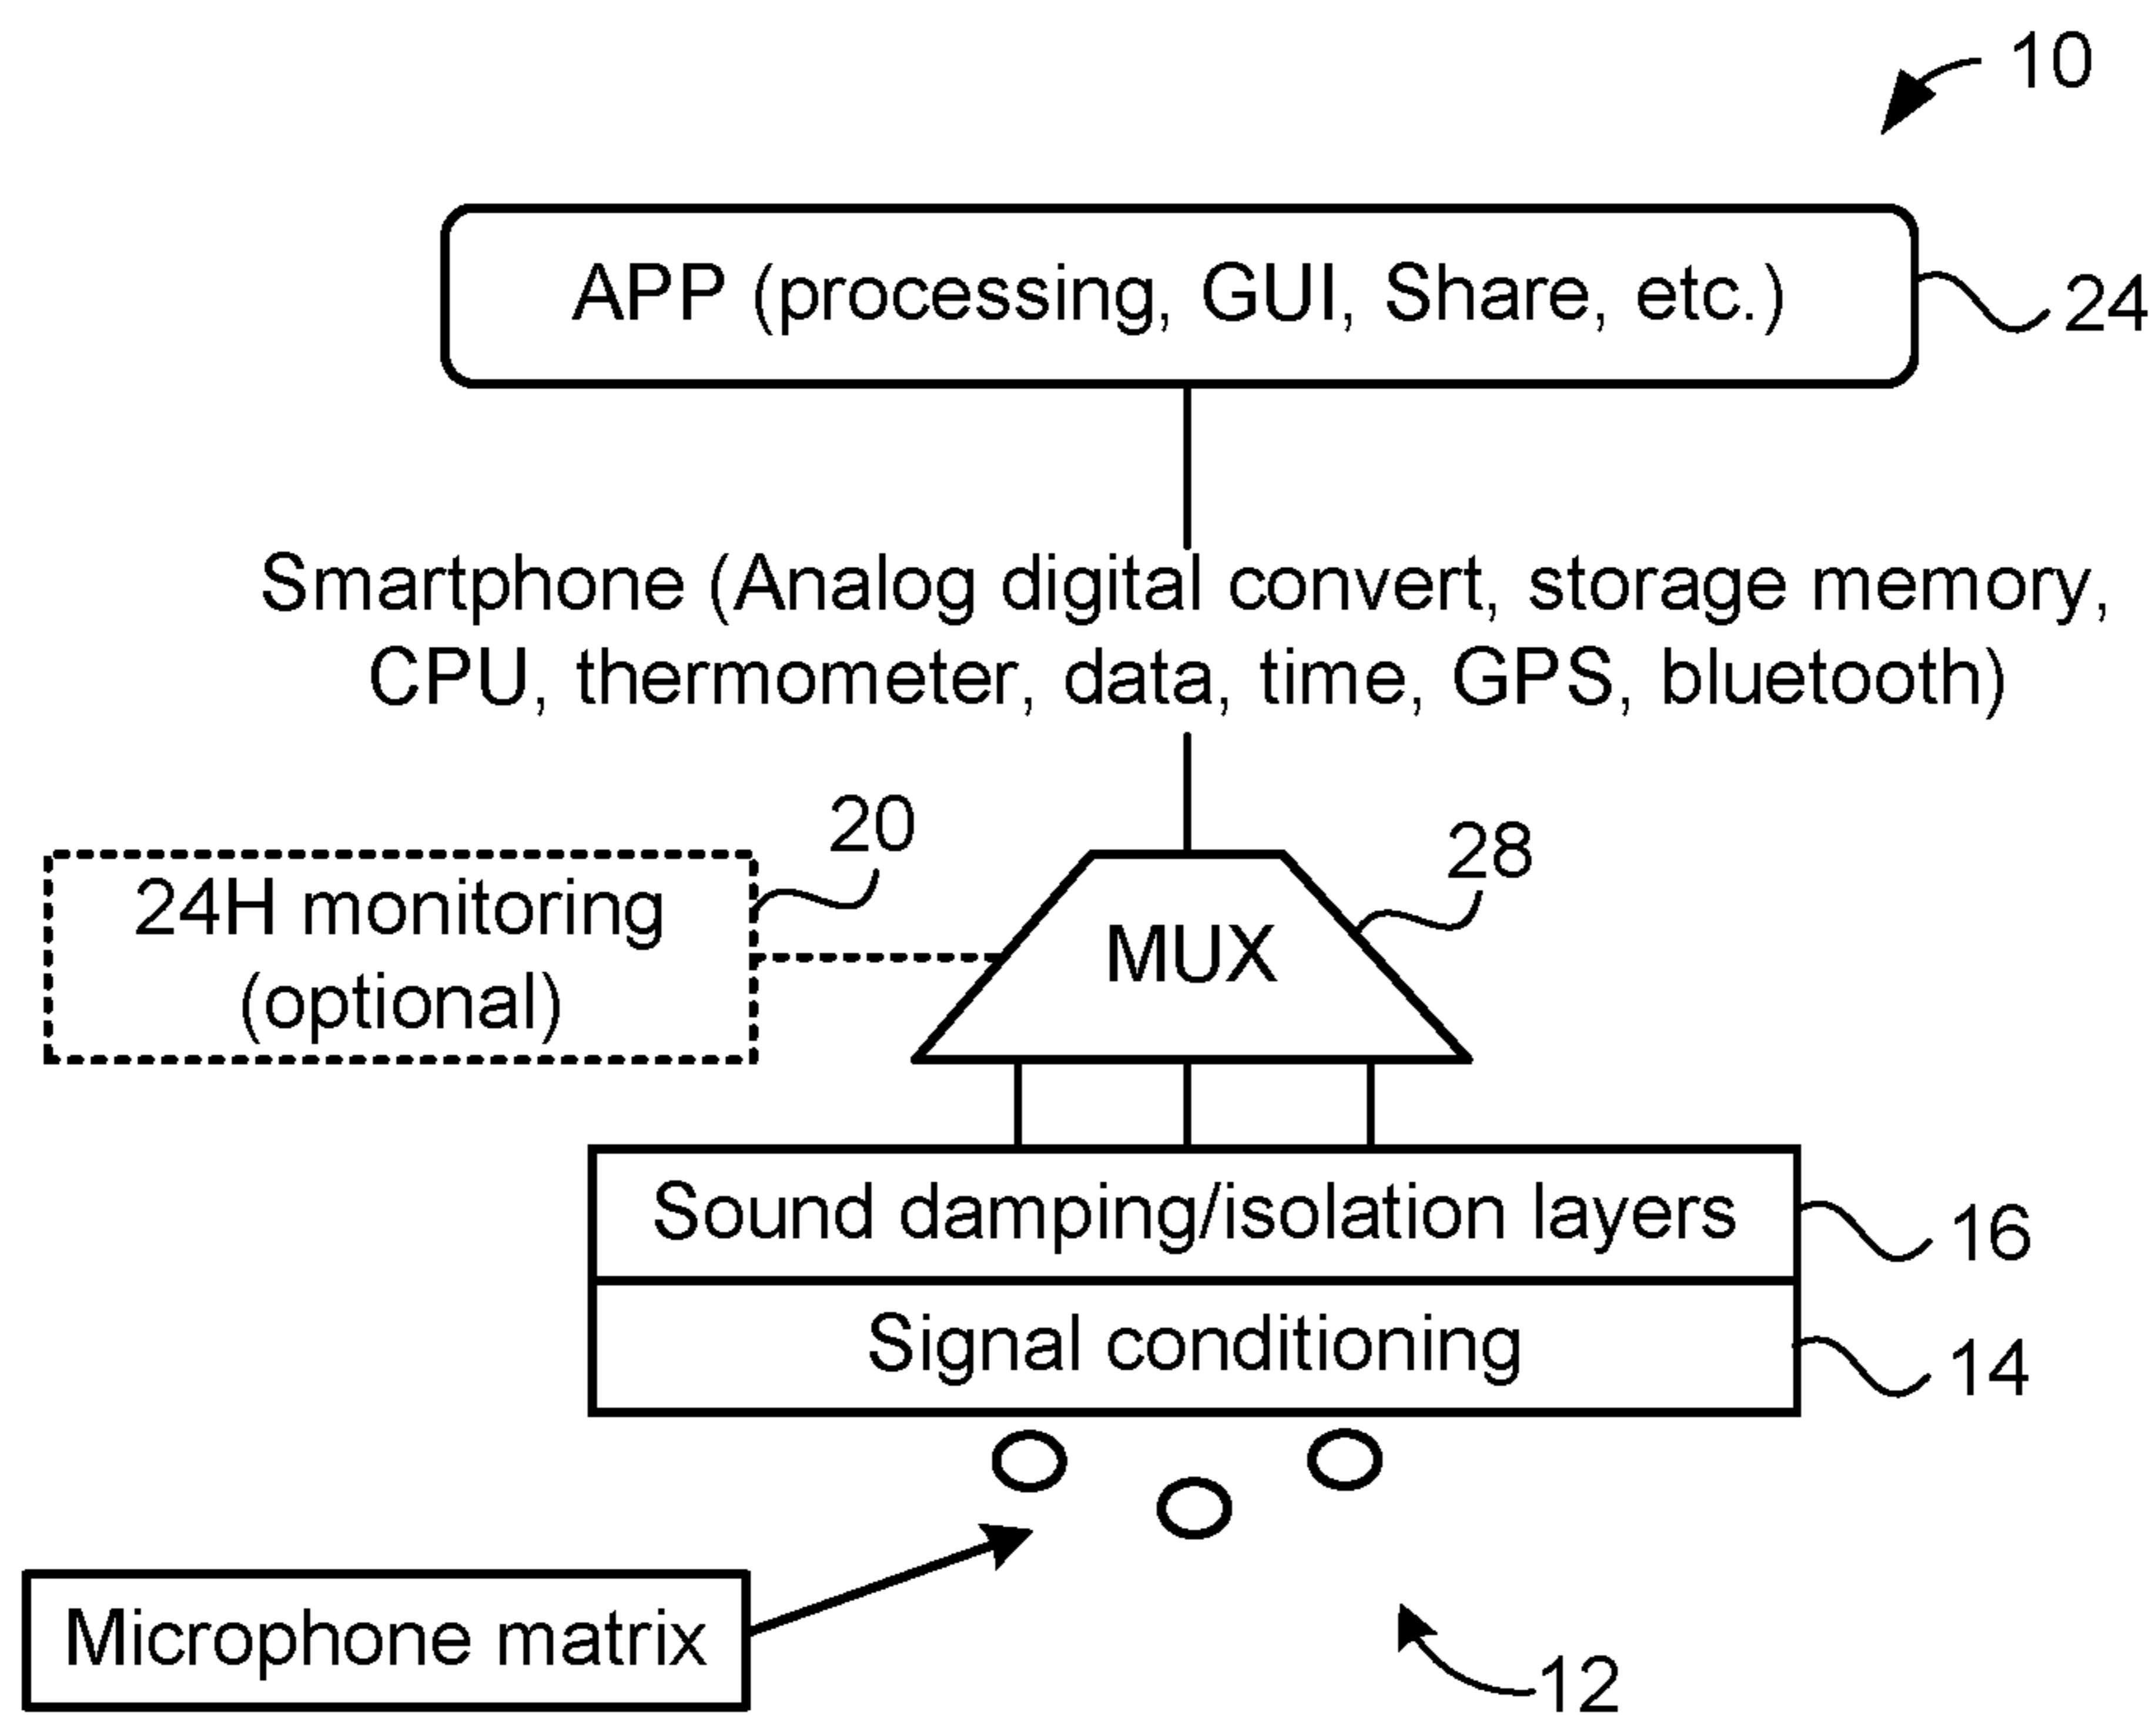 10
APP (processing, GUI, Share, etc.)
24
Smartphone (Analog digital convert, storage memory,
CPU, thermometer, data, time, GPS, bluetooth)
20
28
24H monitoring
(optional)
MUX
Sound damping/isolation layers
16
Signal conditioning
14
Microphone matrix
12